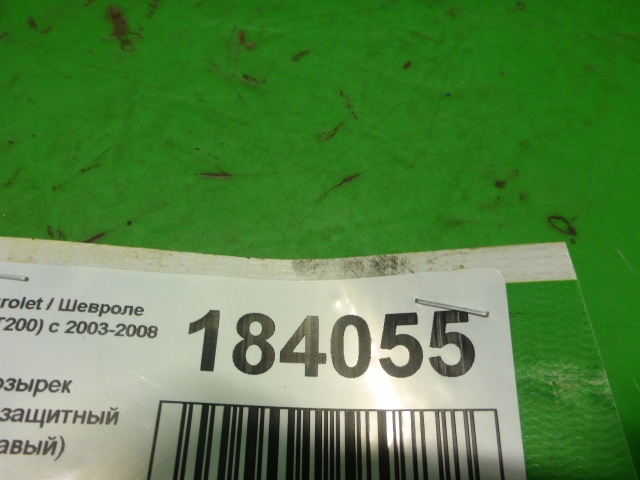 rolet / Шевроле
T200) с 2003-2008
184055
озырек
защитный
авый)